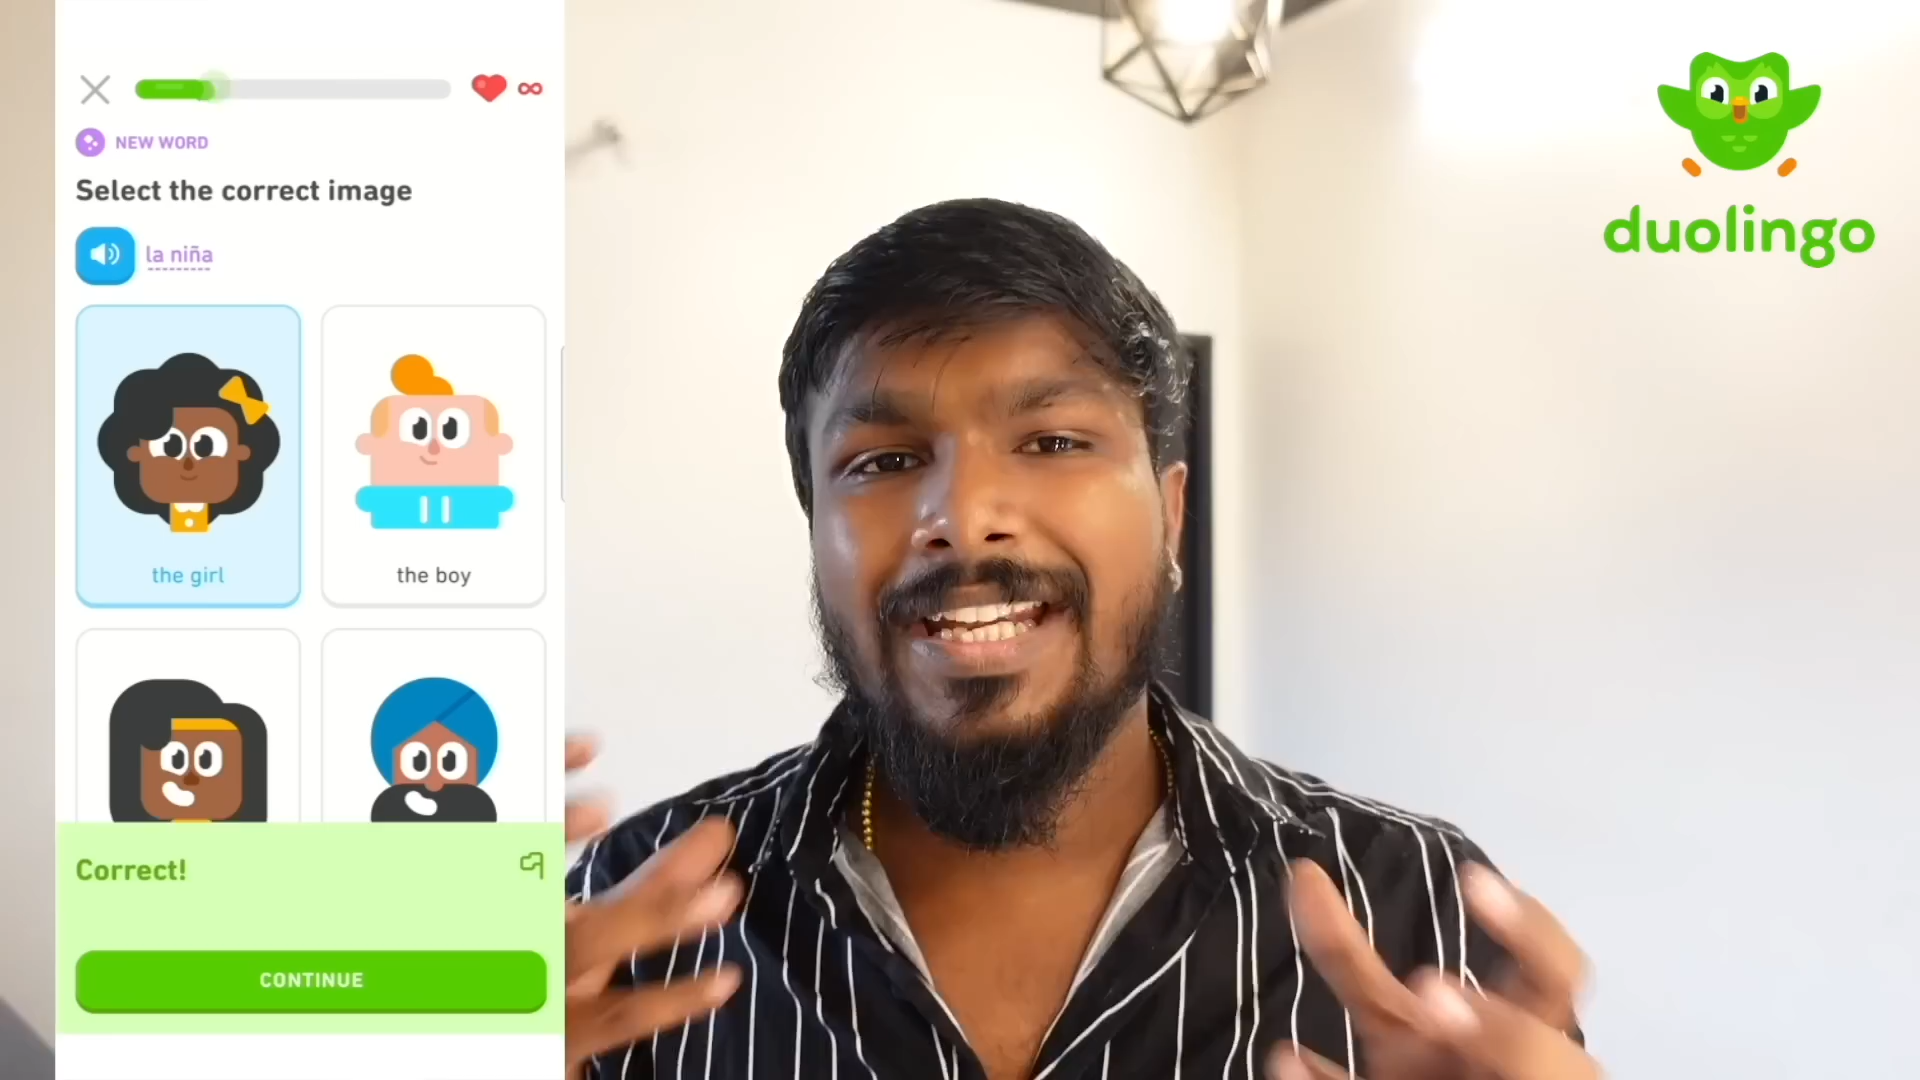 NEW WORD
Select the correct image
la niña
the girl
the boy
Correct!
CONTINUE
duolingo